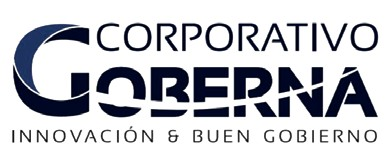 CORPORATIVO
GOBERNA
INNOVACIÓN & BUEN GOBIERNO